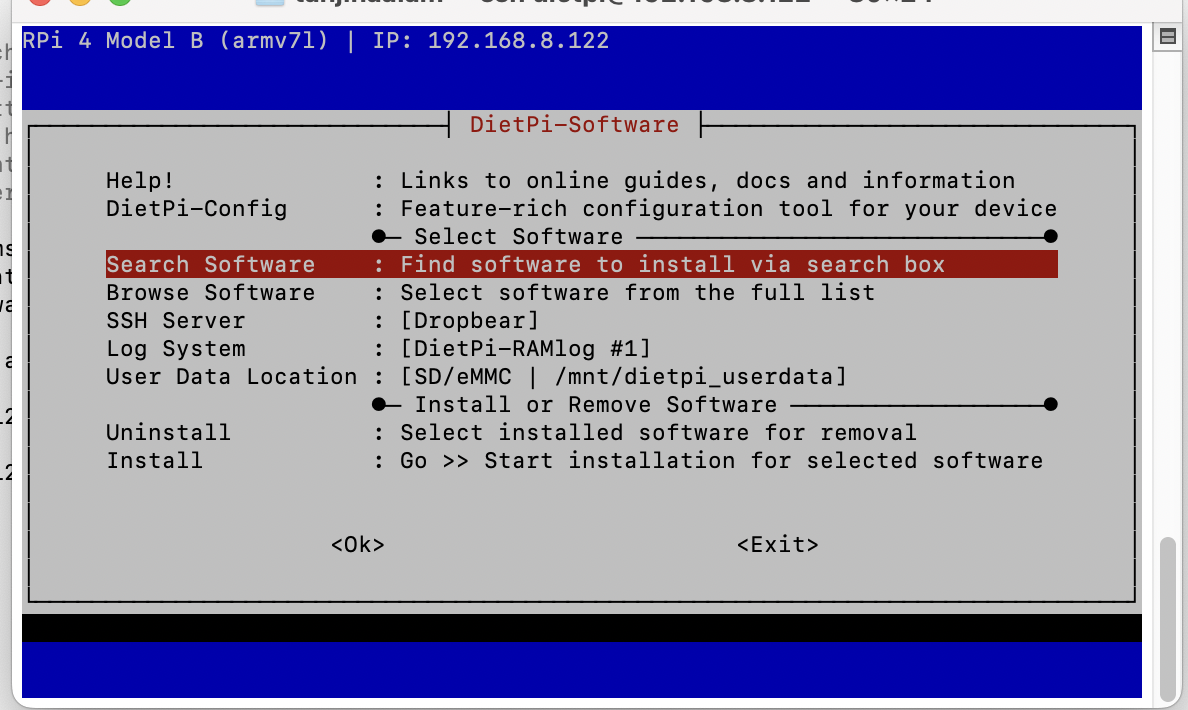 RPi 4 Model B (armv7l) | IP: 192.168.8.122
DietPi-Software
Help! : Links to online guides, docs and information
DietPi-Config : Feature-rich configuration tool for your device
Select Software
Search Software : Find software to install via search box
Browse Software : Select software from the full list
SSH Server : [Dropbear]
Log System : [DietPi-RAMlog #1]
User Data Location : [SD/eMMC | /mnt/dietpi_userdata]
Install or Remove Software
Uninstall : Select installed software for removal
Install : Go >> Start installation for selected software
<Ok> <Exit>